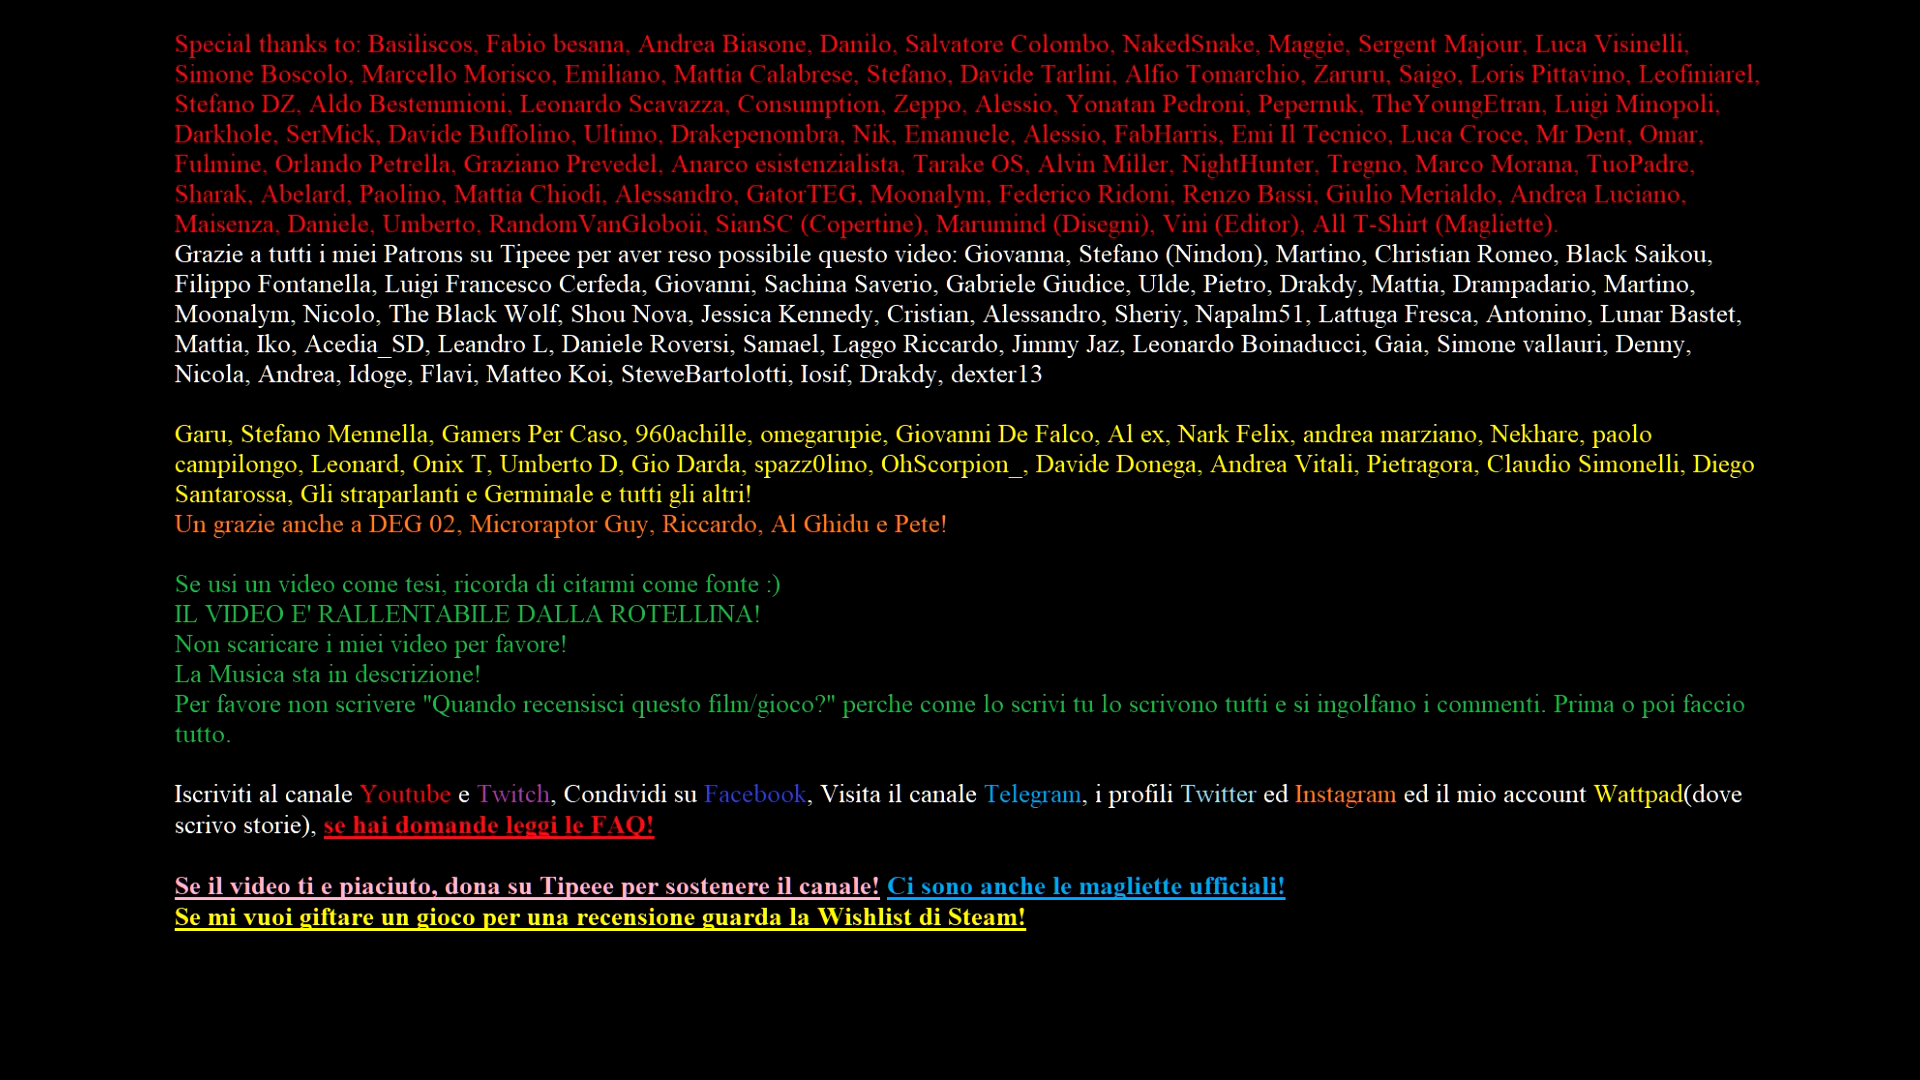 Special thanks to: Basiliscos, Fabio besana, Andrea Biasone, Danilo, Salvatore Colombo, NakedSnake, Maggie, Sergent Majour, Luca Visinelli,
Simone Boscolo, Marcello Morisco, Emiliano, Mattia Calabrese, Stefano, Davide Tarlini, Alfio Tomarchio, Zaruru, Saigo, Loris Pittavino, Leofiniarel,
Stefano DZ, Aldo Bestemmioni, Leonardo Scavazza, Consumption, Zeppo, Alessio, Yonatan Pedroni, Pepernuk, TheYoungEtran, Luigi Minopoli,
Darkhole, SerMick, Davide Buffolino, Ultimo, Drakepenombra, Nik, Emanuele, Alessio, FabHarris, Emi Il Tecnico, Luca Croce, Mr Dent, Omar,
Fulmine, Orlando Petrella, Graziano Prevedel, Anarco esistenzialista, Tarake OS, Alvin Miller, NightHunter, Tregno, Marco Morana, TuoPadre,
Sharak, Abelard, Paolino, Mattia Chiodi, Alessandro, GatorTEG, Moonalym, Federico Ridoni, Renzo Bassi, Giulio Merialdo, Andrea Luciano,
Maisenza, Daniele, Umberto, RandomVanGloboii, SianSC (Copertine), Marumind (Disegni), Vini (Editor), All T-Shirt (Magliette).
Grazie a tutti i miei Patrons su Tipeee per aver reso possibile questo video: Giovanna, Stefano (Nindon), Martino, Christian Romeo, Black Saikou,
Filippo Fontanella, Luigi Francesco Cerfeda, Giovanni, Sachina Saverio, Gabriele Giudice, Ulde, Pietro, Drakdy, Mattia, Drampadario, Martino,
Moonalym, Nicolo, The Black Wolf, Shou Nova, Jessica Kennedy, Cristian, Alessandro, Sheriy, Napalm51, Lattuga Fresca, Antonino, Lunar Bastet,
Mattia, Iko, Acedia_SD, Leandro L, Daniele Roversi, Samael, Laggo Riccardo, Jimmy Jaz, Leonardo Boinaducci, Gaia, Simone vallauri, Denny,
Nicola, Andrea, Idoge, Flavi, Matteo Koi, SteweBartolotti, Iosif, Drakdy, dexter13
Garu, Stefano Mennella, Gamers Per Caso, 960achille, omegarupie, Giovanni De Falco, Al ex, Nark Felix, andrea marziano, Nekhare, paolo
campilongo, Leonard, Onix T, Umberto D, Gio Darda, spazz0lino, OhScorpion_, Davide Donega, Andrea Vitali, Pietragora, Claudio Simonelli, Diego
Santarossa, Gli straparlanti e Germinale e tutti gli altri!
Un grazie anche a DEG 02, Microraptor Guy, Riccardo, Al Ghidu e Pete!
Se usi un video come tesi, ricorda di citarmi come fonte :)
IL VIDEO E' RALLENTABILE DALLA ROTELLINA!
Non scaricare i miei video per favore!
La Musica sta in descrizione!
Per favore non scrivere "Quando recensisci questo film/gioco?" perche come lo scrivi tu lo scrivono tutti e si ingolfano i commenti. Prima o poi faccio
tutto.
Iscriviti al canale Youtube e Twitch, Condividi su Facebook, Visita il canale Telegram, i profili Twitter ed Instagram ed il mio account Wattpad(dove
scrivo storie), se hai domande leggi le FAQ!
Se il video ti e piaciuto, dona su Tipeee per sostenere il canale! Ci sono anche le magliette ufficiali!
Se mi vuoi giftare un gioco per una recensione guarda la Wishlist di Steam!